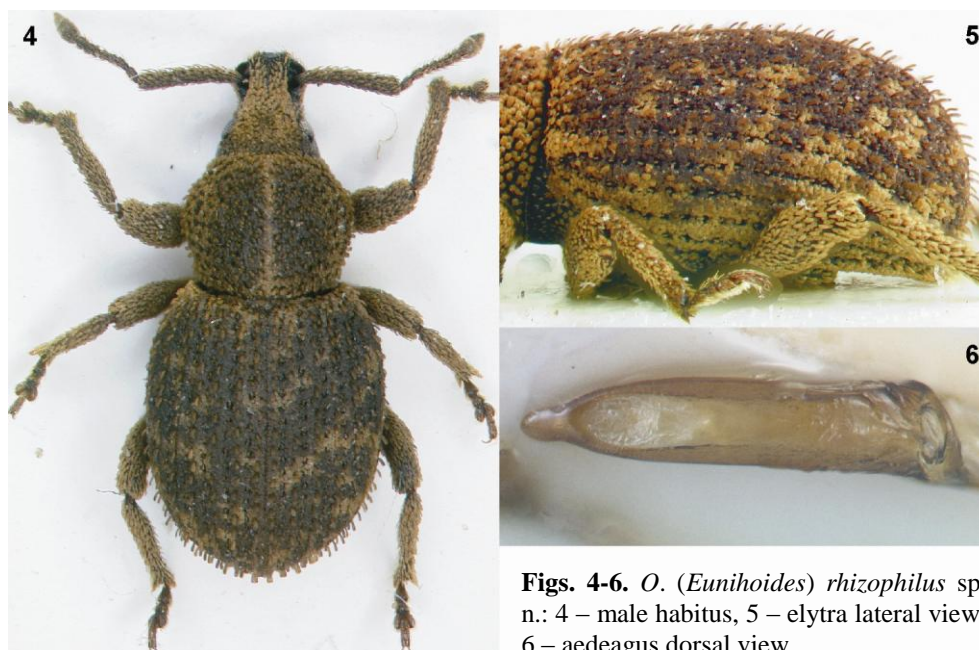 4
5
6
Figs. 4-6. O. (Eunihoides) rhizophilus sp
n.: 4 – male habitus, 5 – elytra lateral view
6 – aedeagus dorsal view